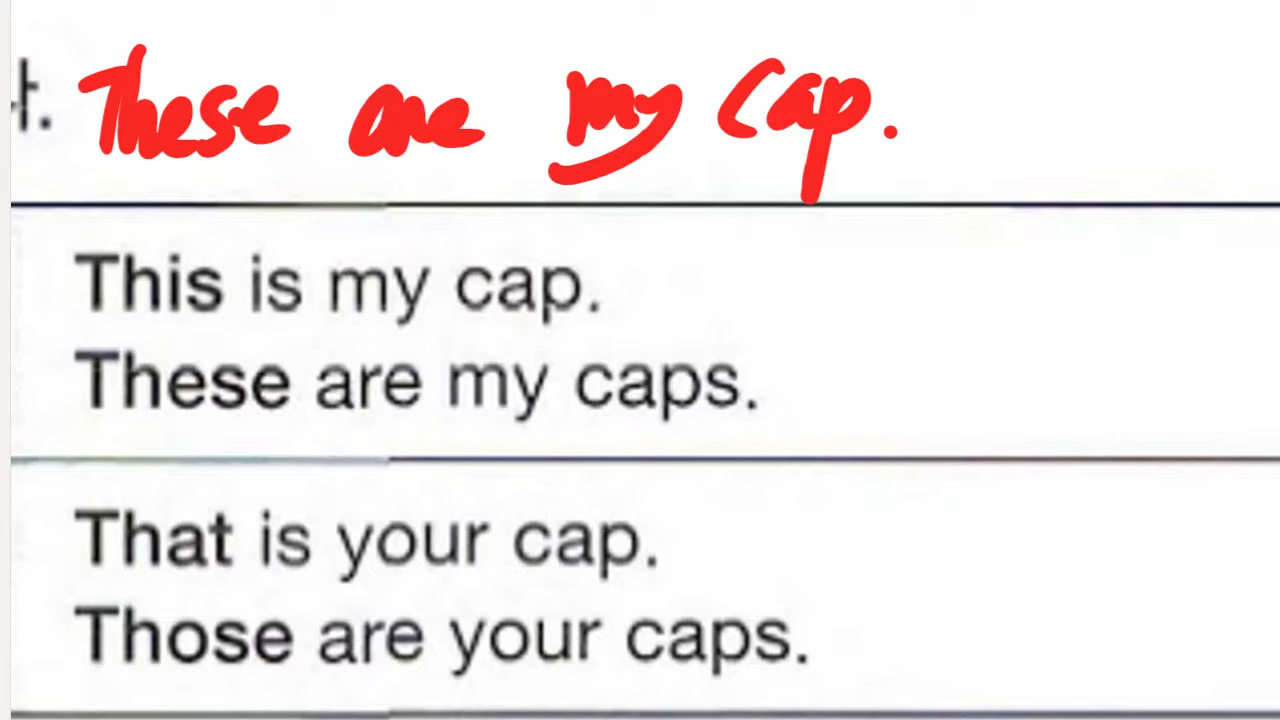 다. These are my cap.
This is my cap.
These are my caps.
That is your cap.
Those are your caps.